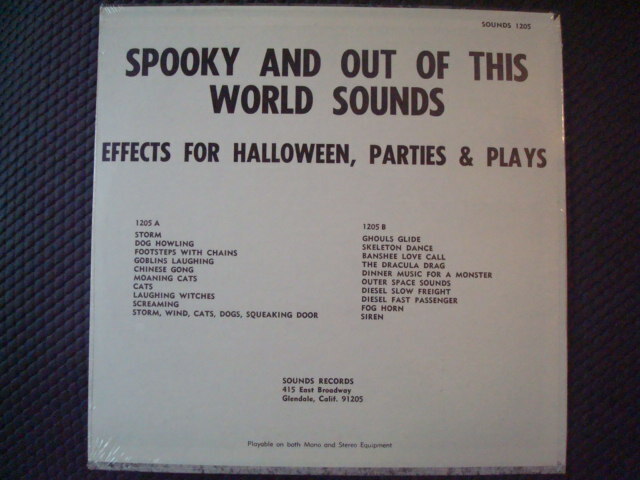 SOUNDS 1205
SPOOKY AND OUT OF THIS
WORLD SOUNDS
EFFECTS FOR HALLOWEEN, PARTIES & PLAYS
1205 A
STORM
DOG HOWLING
FOOTSTEPS WITH CHAINS
GOBLINS LAUGHING
CHINESE GONG
MOANING CATS
CATS
LAUGHING WITCHES
SCREAMING
STORM, WIND, CATS, DOGS, SQUEAKING DOOR
1205 B
GHOULS GLIDE
SKELETON DANCE
BANSHEE LOVE CALL
THE DRACULA DRAG
DINNER MUSIC FOR A MONSTER
OUTER SPACE SOUNDS
DIESEL SLOW FREIGHT
DIESEL FAST PASSENGER
FOG HORN
SIREN
SOUNDS RECORDS
415 East Broadway
Glendale, Calif. 91205
Playable on both Mono and Stereo Equipment